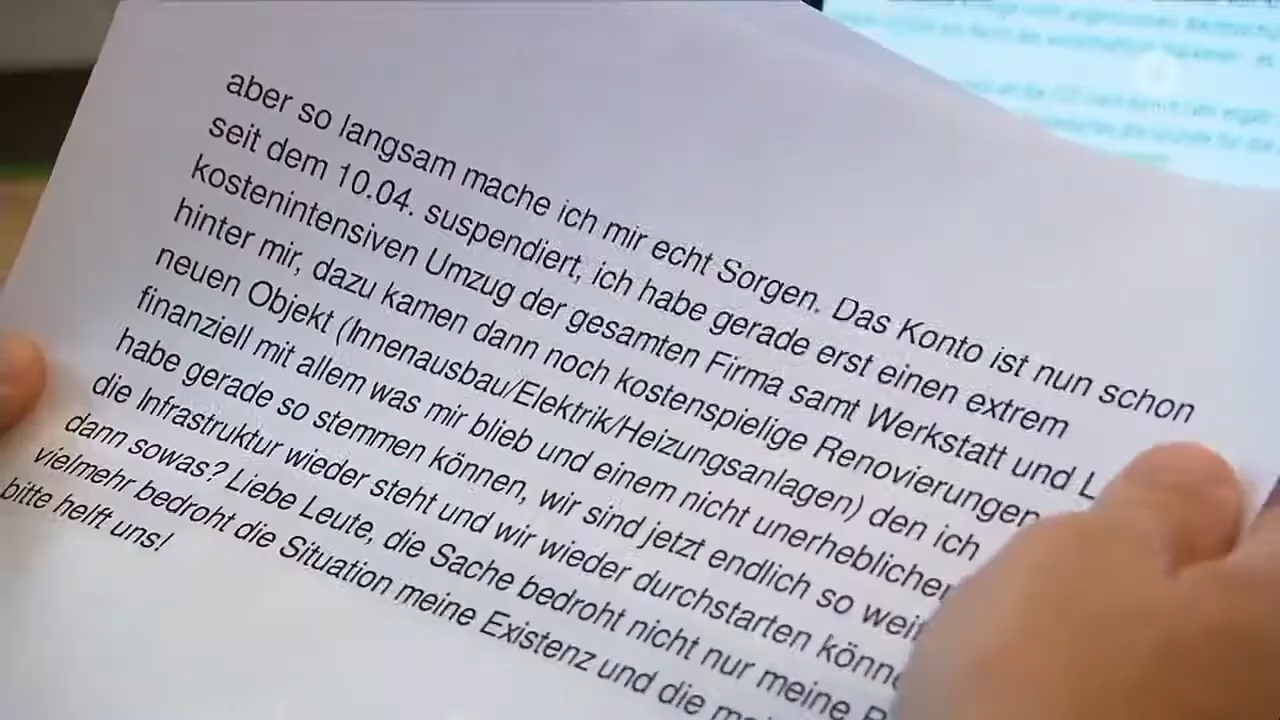 aber so langsam mache ich mir echt Sorgen. Das Konto ist nun schon
seit dem 10.04. suspendiert, ich habe gerade erst einen extrem
kostenintensiven Umzug der gesamten Firma samt Werkstatt und
hinter mir, dazu kamen dann noch kostenspielige Renovierungen
neuen Objekt (Innenausbau/Elektrik/Heizungsanlagen) den ich
finanziell mit allem was mir blieb und einem nicht unerheblichen
habe gerade so stemmen können, wir sind jetzt endlich so weit
die Infrastruktur wieder steht und wir wieder durchstarten
dann sowas? Liebe Leute, die Sache bedroht nicht nur meine
vielmehr bedroht die Situation meine Existenz und die
bitte helft uns!